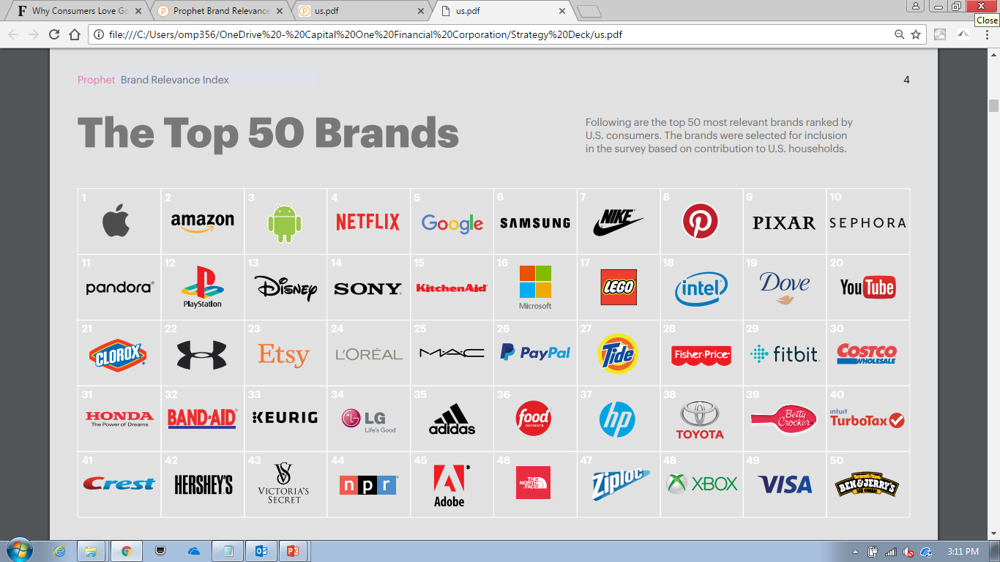 Why Consumers Love Go
Prophet Brand Relevance
us.pdf
us.pdf
Close
file:///C:/Users/omp356/OneDrive%20-%20Capital%20One%20Financial%20Corporation/Strategy%20Deck/us.pdf
Prophet Brand Relevance Index
4
The Top 50 Brands
Following are the top 50 most relevant brands ranked by
U.S. consumers. The brands were selected for inclusion
in the survey based on contribution to U.S. households.
1
2 amazon
3
4 NETFLIX
5 Google
6 SAMSUNG
7 NIKE
8
9 PIXAR
10 SEPHORA
11 pandora
12 PlayStation
13 Disney
14 SONY
15 KitchenAid
16 Microsoft
17 LEGO
18 intel
19 Dove
20 YouTube
21 CLOROX
22
23 Etsy
24 L'ORÉAL
25 M·A·C
26 PayPal
27 Tide
28 Fisher-Price
29 fitbit
30 COSTCO
WHOLESALE
31 HONDA
The Power of Dreams
32 BAND-AID
33 KEURIG
34 LG
Life's Good
35 adidas
36 food
network
37 hp
38 TOYOTA
39 Betty
Crocker
40 intuit
TurboTax
41 Crest
42 HERSHEY'S
43 VS
VICTORIA'S
SECRET
44 npr
45 Adobe
46 THE
NORTH
FACE
47 Ziploc
48 XBOX
49 VISA
50 Vermont's Finest
BEN & JERRY'S
ICE CREAM
3:11 PM